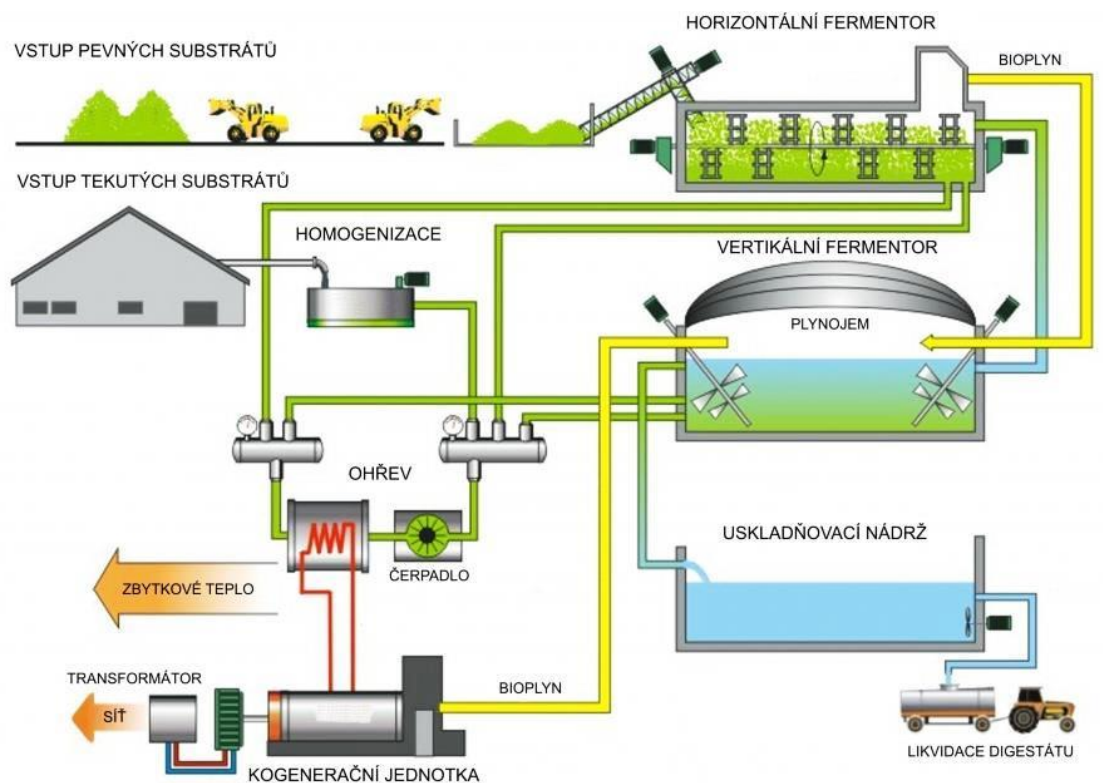 HORIZONTÁLNÍ FERMENTOR
VSTUP PEVNÝCH SUBSTRÁTŮ
BIOPLYN
VSTUP TEKUTÝCH SUBSTRÁTŮ
HOMOGENIZACE
VERTIKÁLNÍ FERMENTOR
PLYNOJEM
OHŘEV
USKLADŇOVACÍ NÁDRŽ
ČERPADLO
ZBYTKOVÉ TEPLO
TRANSFORMÁTOR
BIOPLYN
SÍŤ
LIKVIDACE DIGESTÁTU
KOGENERAČNÍ JEDNOTKA